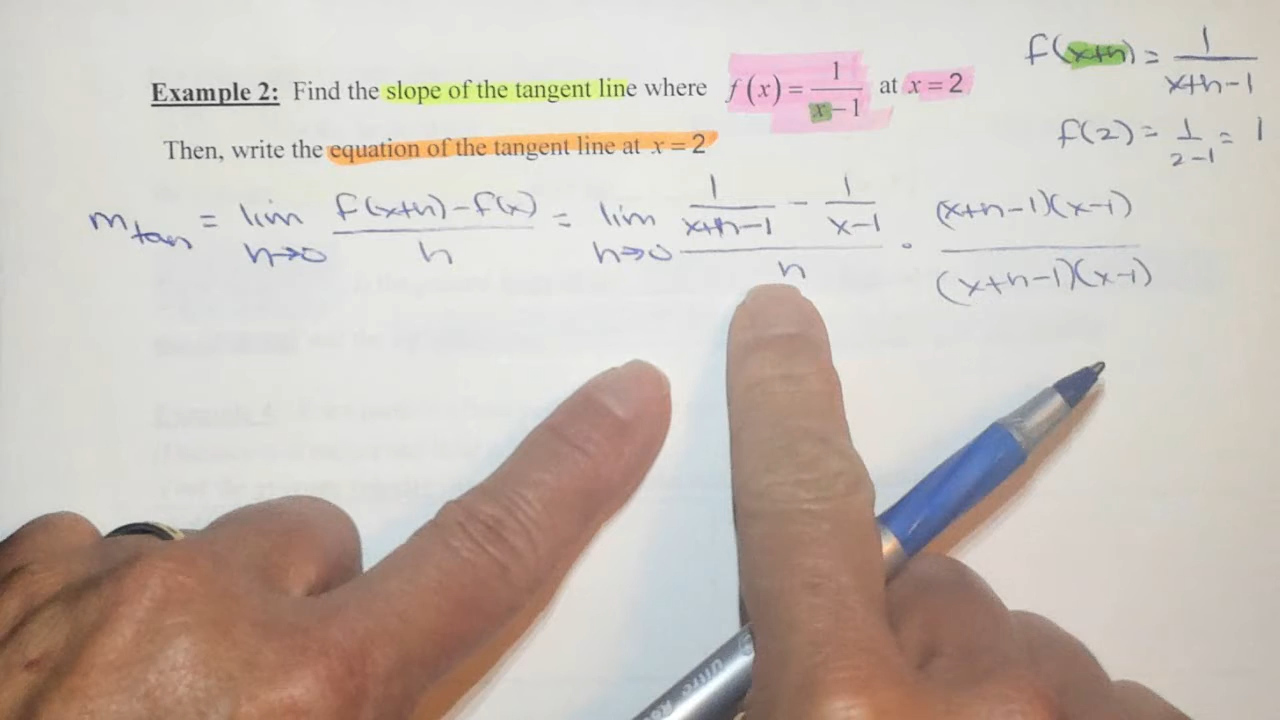 Example 2: Find the slope of the tangent line where f(x) = 1/(x-1) at x = 2
f(x+h) = 1/(x+h-1)
Then, write the equation of the tangent line at x = 2
f(2) = 1/(2-1) = 1
m_tan = lim h→0 (f(x+h) - f(x))/h = lim h→0 (1/(x+h-1) - 1/(x-1))/h · ((x+h-1)(x-1))/((x+h-1)(x-1))